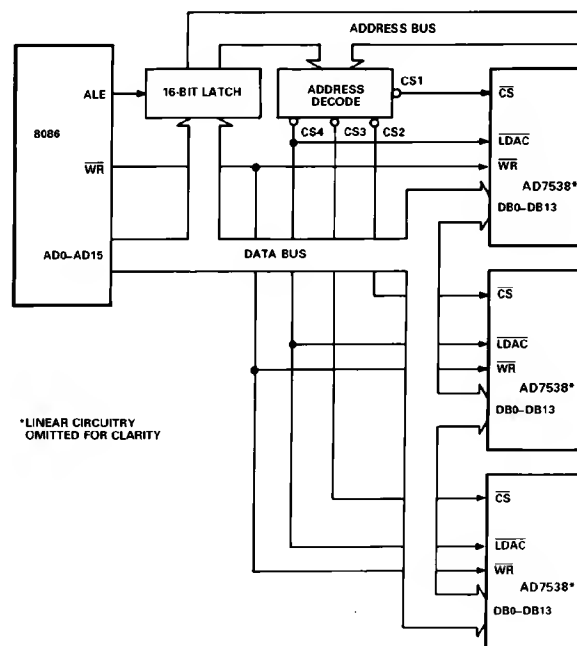 ADDRESS BUS
ALE
16-BIT LATCH
ADDRESS
DECODE
CS1
CS
8086
CS4
CS3
CS2
LDAC
WR
WR
AD7538*
DB0–DB13
AD0–AD15
DATA BUS
CS
LDAC
WR
AD7538*
DB0–DB13
*LINEAR CIRCUITRY
OMITTED FOR CLARITY
CS
LDAC
WR
AD7538*
DB0–DB13